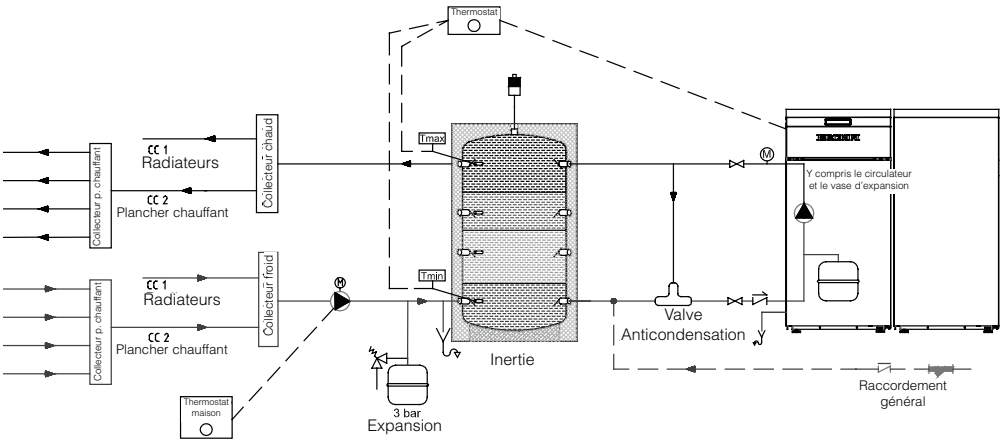 Thermostat
Tmax
CC 1
Radiateurs
CC 2
Plancher chauffant
Collecteur p. chauffant
Collecteur chaud
M
Y compris le circulateur
et le vase d'expansion
Tmin
CC 1
Radiateurs
CC 2
Plancher chauffant
Collecteur p. chauffant
Collecteur froid
M
Valve
Anticondensation
Inertie
Thermostat
maison
3 bar
Expansion
Raccordement
général